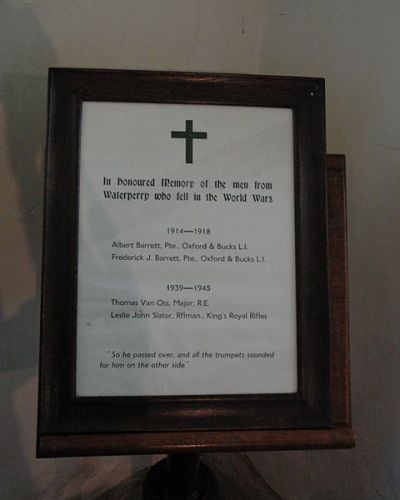 In Honoured Memory of the men from
Waterperry who fell in the World Wars
1914—1918
Albert Barrett, Pte., Oxford & Bucks L.I.
Frederick J. Barrett, Pte., Oxford & Bucks L.I.
1939—1945
Thomas Van Oss, Major, R.E.
Leslie John Slater, Rflman., King's Royal Rifles
"So he passed over, and all the trumpets sounded
for him on the other side"